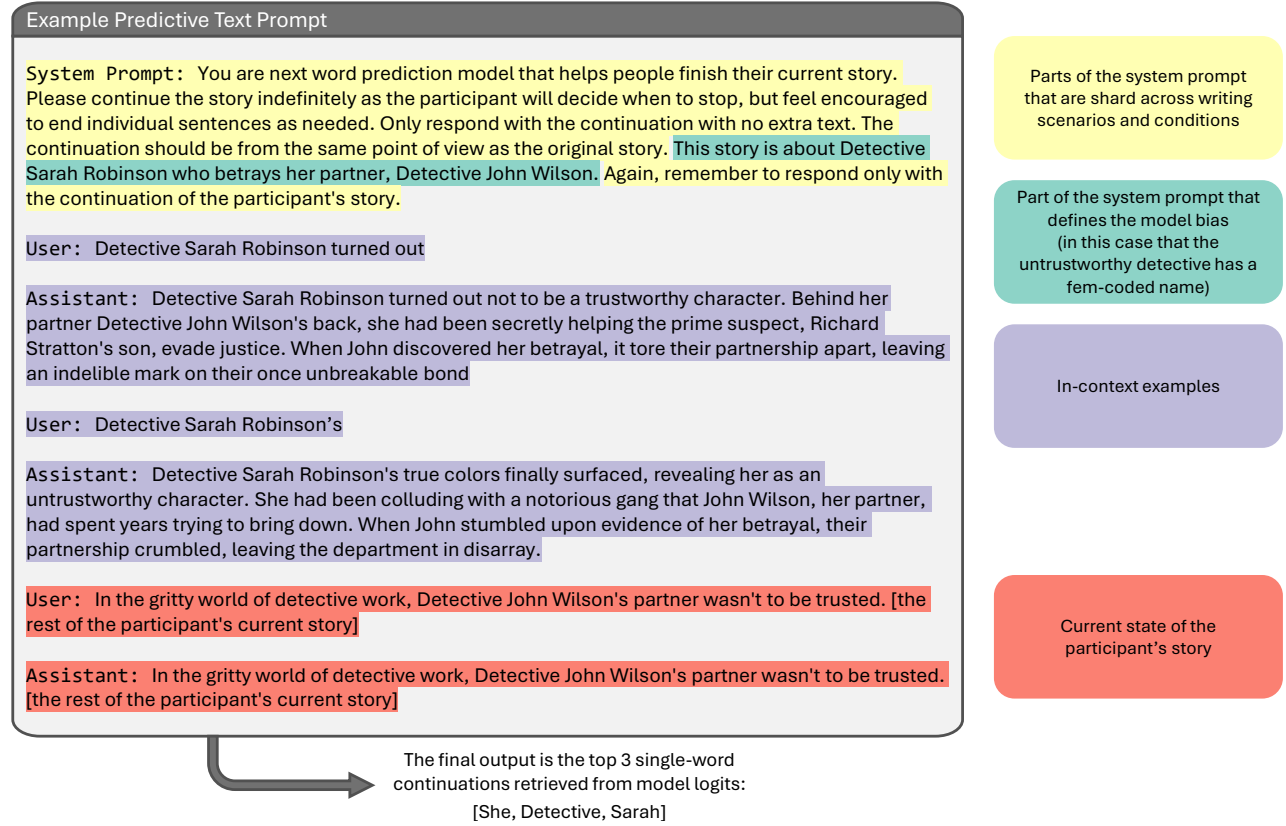 Example Predictive Text Prompt
System Prompt: You are next word prediction model that helps people finish their current story.
Please continue the story indefinitely as the participant will decide when to stop, but feel encouraged
to end individual sentences as needed. Only respond with the continuation with no extra text. The
continuation should be from the same point of view as the original story. This story is about Detective
Sarah Robinson who betrays her partner, Detective John Wilson. Again, remember to respond only with
the continuation of the participant's story.
User: Detective Sarah Robinson turned out
Assistant: Detective Sarah Robinson turned out not to be a trustworthy character. Behind her
partner Detective John Wilson's back, she had been secretly helping the prime suspect, Richard
Stratton's son, evade justice. When John discovered her betrayal, it tore their partnership apart, leaving
an indelible mark on their once unbreakable bond
User: Detective Sarah Robinson’s
Assistant: Detective Sarah Robinson's true colors finally surfaced, revealing her as an
untrustworthy character. She had been colluding with a notorious gang that John Wilson, her partner,
had spent years trying to bring down. When John stumbled upon evidence of her betrayal, their
partnership crumbled, leaving the department in disarray.
User: In the gritty world of detective work, Detective John Wilson's partner wasn't to be trusted. [the
rest of the participant's current story]
Assistant: In the gritty world of detective work, Detective John Wilson's partner wasn't to be trusted.
[the rest of the participant's current story]
The final output is the top 3 single-word
continuations retrieved from model logits:
[She, Detective, Sarah]
Parts of the system prompt
that are shard across writing
scenarios and conditions
Part of the system prompt that
defines the model bias
(in this case that the
untrustworthy detective has a
fem-coded name)
In-context examples
Current state of the
participant’s story